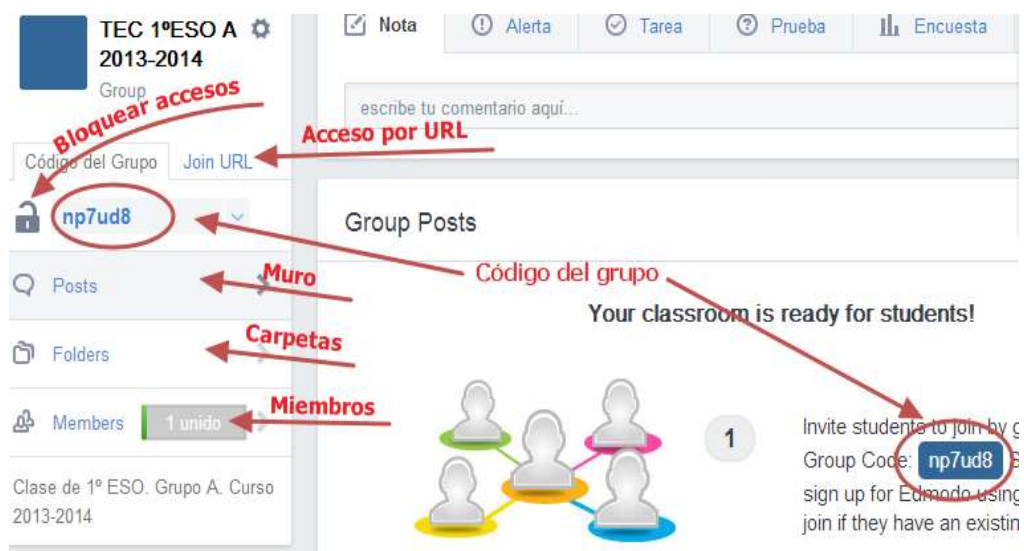 TEC 1ºESO A
2013-2014
Group
Bloquear accesos
Código del Grupo
Join URL
np7ud8
Posts
Folders
Members
1 unido
Clase de 1º ESO. Grupo A. Curso
2013-2014
Nota
Alerta
Tarea
Prueba
Encuesta
escribe tu comentario aquí...
Acceso por URL
Group Posts
Código del grupo
Muro
Carpetas
Miembros
Your classroom is ready for students!
1
Invite students to join by g
Group Code: np7ud8 S
sign up for Edmodo using
join if they have an existin